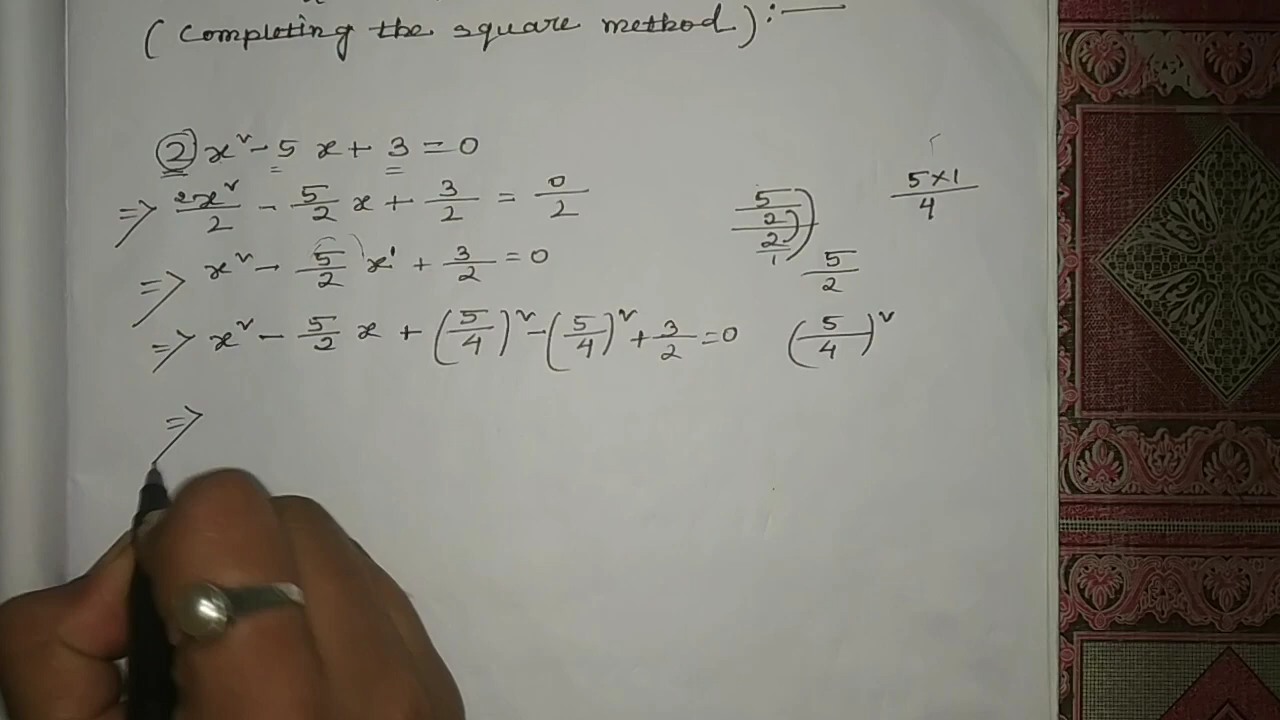 (Completing the square method):—
② x² - 5x + 3 = 0
=> 2x²/2 - 5/2 x + 3/2 = 0/2
=> x² - (5/2) x¹ + 3/2 = 0
=> x² - 5/2 x + (5/4)² - (5/4)² + 3/2 = 0
=>
5/2
2/1
5/2
5×1/4
(5/4)²